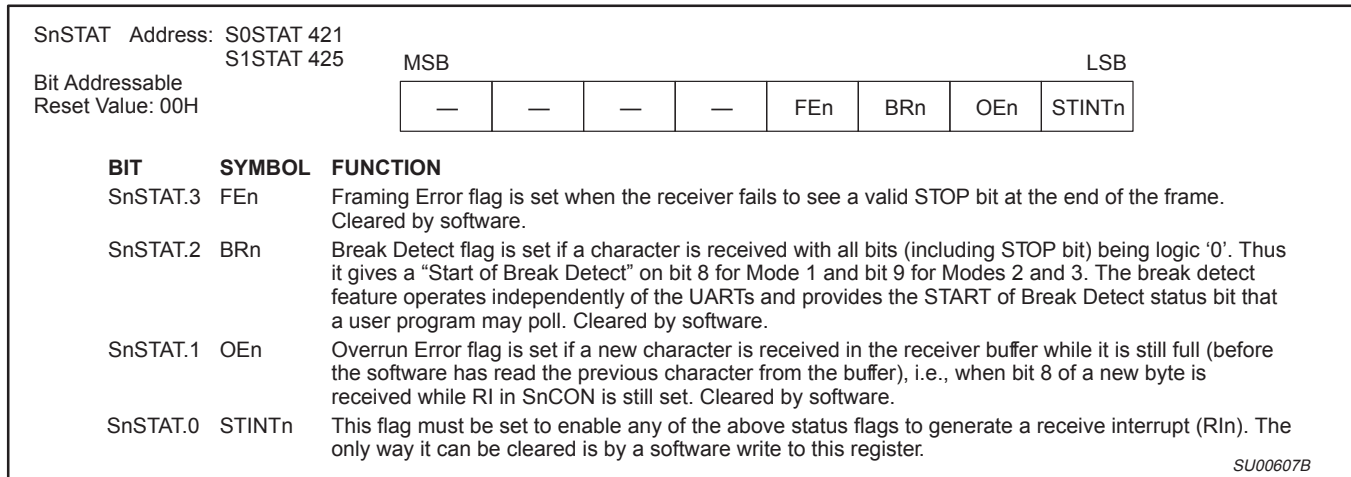 SnSTAT Address: S0STAT 421
S1STAT 425
MSB LSB
Bit Addressable
Reset Value: 00H
— — — — FEn BRn OEn STINTn
BIT SYMBOL FUNCTION
SnSTAT.3 FEn Framing Error flag is set when the receiver fails to see a valid STOP bit at the end of the frame.
Cleared by software.
SnSTAT.2 BRn Break Detect flag is set if a character is received with all bits (including STOP bit) being logic ‘0’. Thus
it gives a “Start of Break Detect” on bit 8 for Mode 1 and bit 9 for Modes 2 and 3. The break detect
feature operates independently of the UARTs and provides the START of Break Detect status bit that
a user program may poll. Cleared by software.
SnSTAT.1 OEn Overrun Error flag is set if a new character is received in the receiver buffer while it is still full (before
the software has read the previous character from the buffer), i.e., when bit 8 of a new byte is
received while RI in SnCON is still set. Cleared by software.
SnSTAT.0 STINTn This flag must be set to enable any of the above status flags to generate a receive interrupt (RIn). The
only way it can be cleared is by a software write to this register.
SU00607B